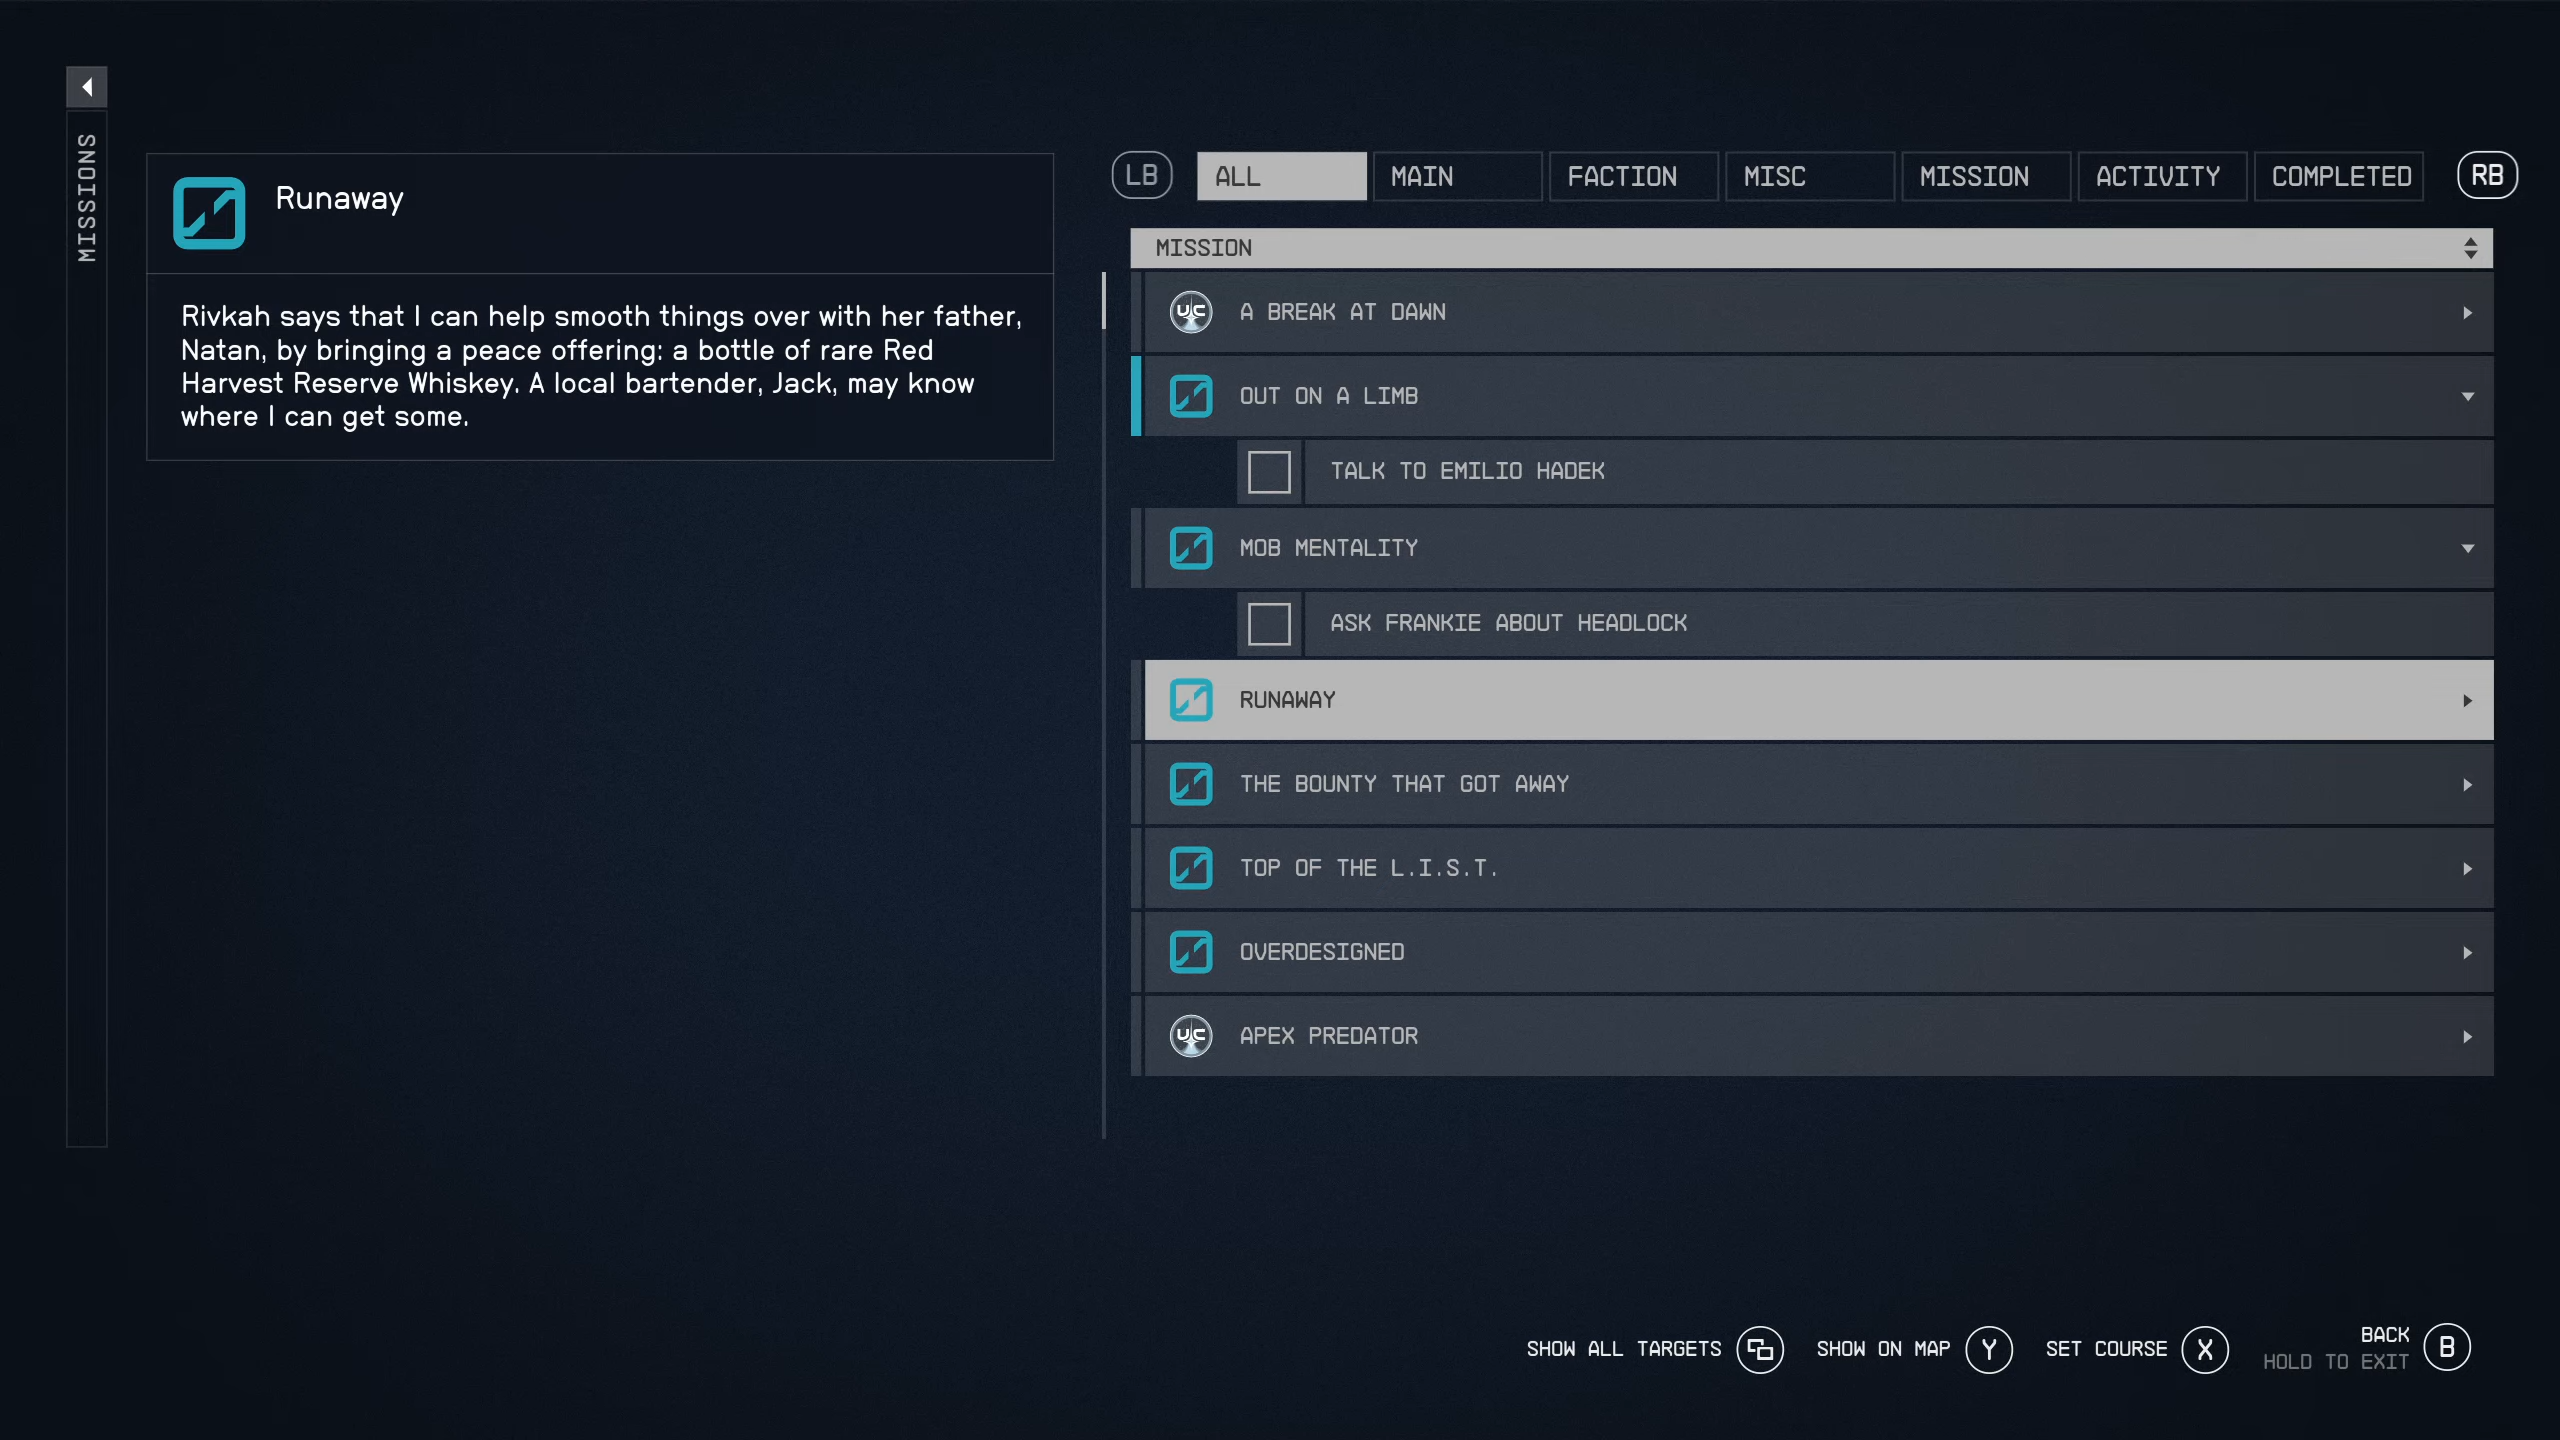 MISSIONS
Runaway
Rivkah says that I can help smooth things over with her father,
Natan, by bringing a peace offering: a bottle of rare Red
Harvest Reserve Whiskey. A local bartender, Jack, may know
where I can get some.
LB ALL MAIN FACTION MISC MISSION ACTIVITY COMPLETED RB
MISSION
UC A BREAK AT DAWN
OUT ON A LIMB
TALK TO EMILIO HADEK
MOB MENTALITY
ASK FRANKIE ABOUT HEADLOCK
RUNAWAY
THE BOUNTY THAT GOT AWAY
TOP OF THE L.I.S.T.
OVERDESIGNED
UC APEX PREDATOR
SHOW ALL TARGETS SHOW ON MAP Y SET COURSE X BACK B
HOLD TO EXIT